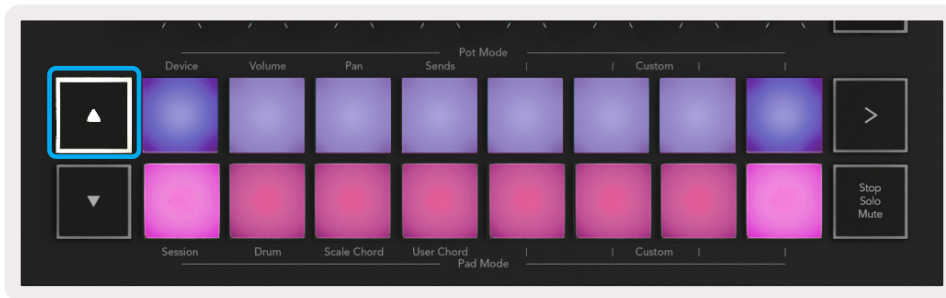 Pot Mode
Device Volume Pan Sends Custom
▲ >
▼ Stop
Solo
Mute
Session Drum Scale Chord User Chord Custom
Pad Mode